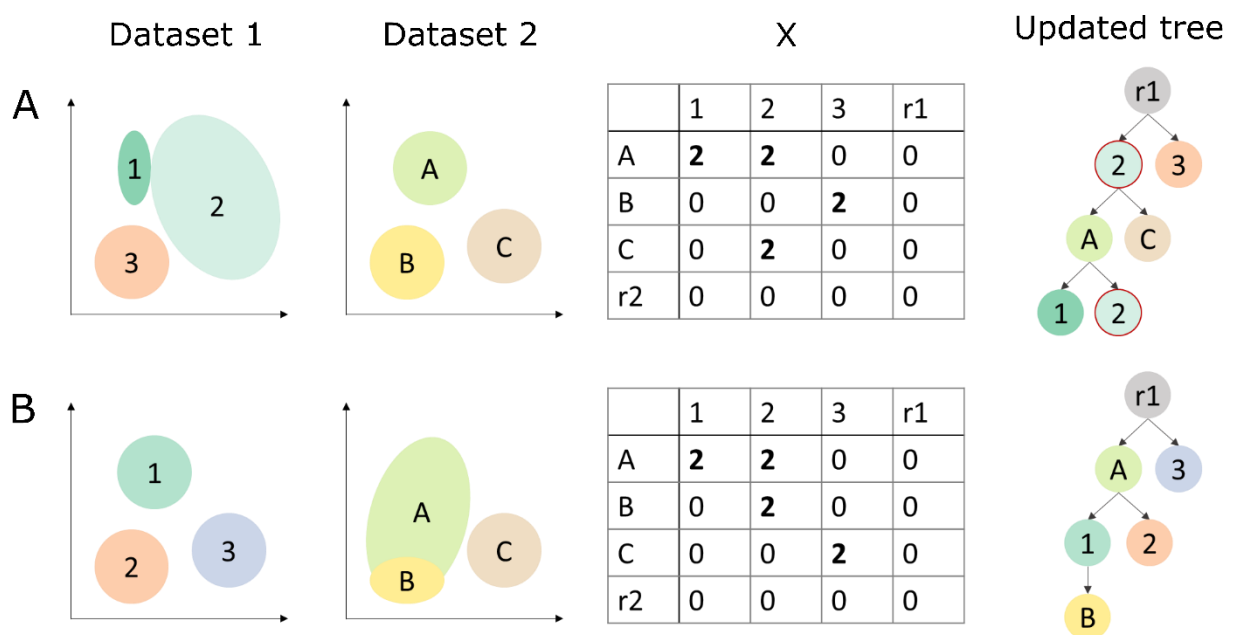 Dataset 1 Dataset 2 X Updated tree
A
1
2
3
A
B
C
1 2 3 r1
A 2 2 0 0
B 0 0 2 0
C 0 2 0 0
r2 0 0 0 0
r1
2 3
A C
1 2
B
1
2
3
A
B
C
1 2 3 r1
A 2 2 0 0
B 0 2 0 0
C 0 0 2 0
r2 0 0 0 0
r1
A 3
1 2
B